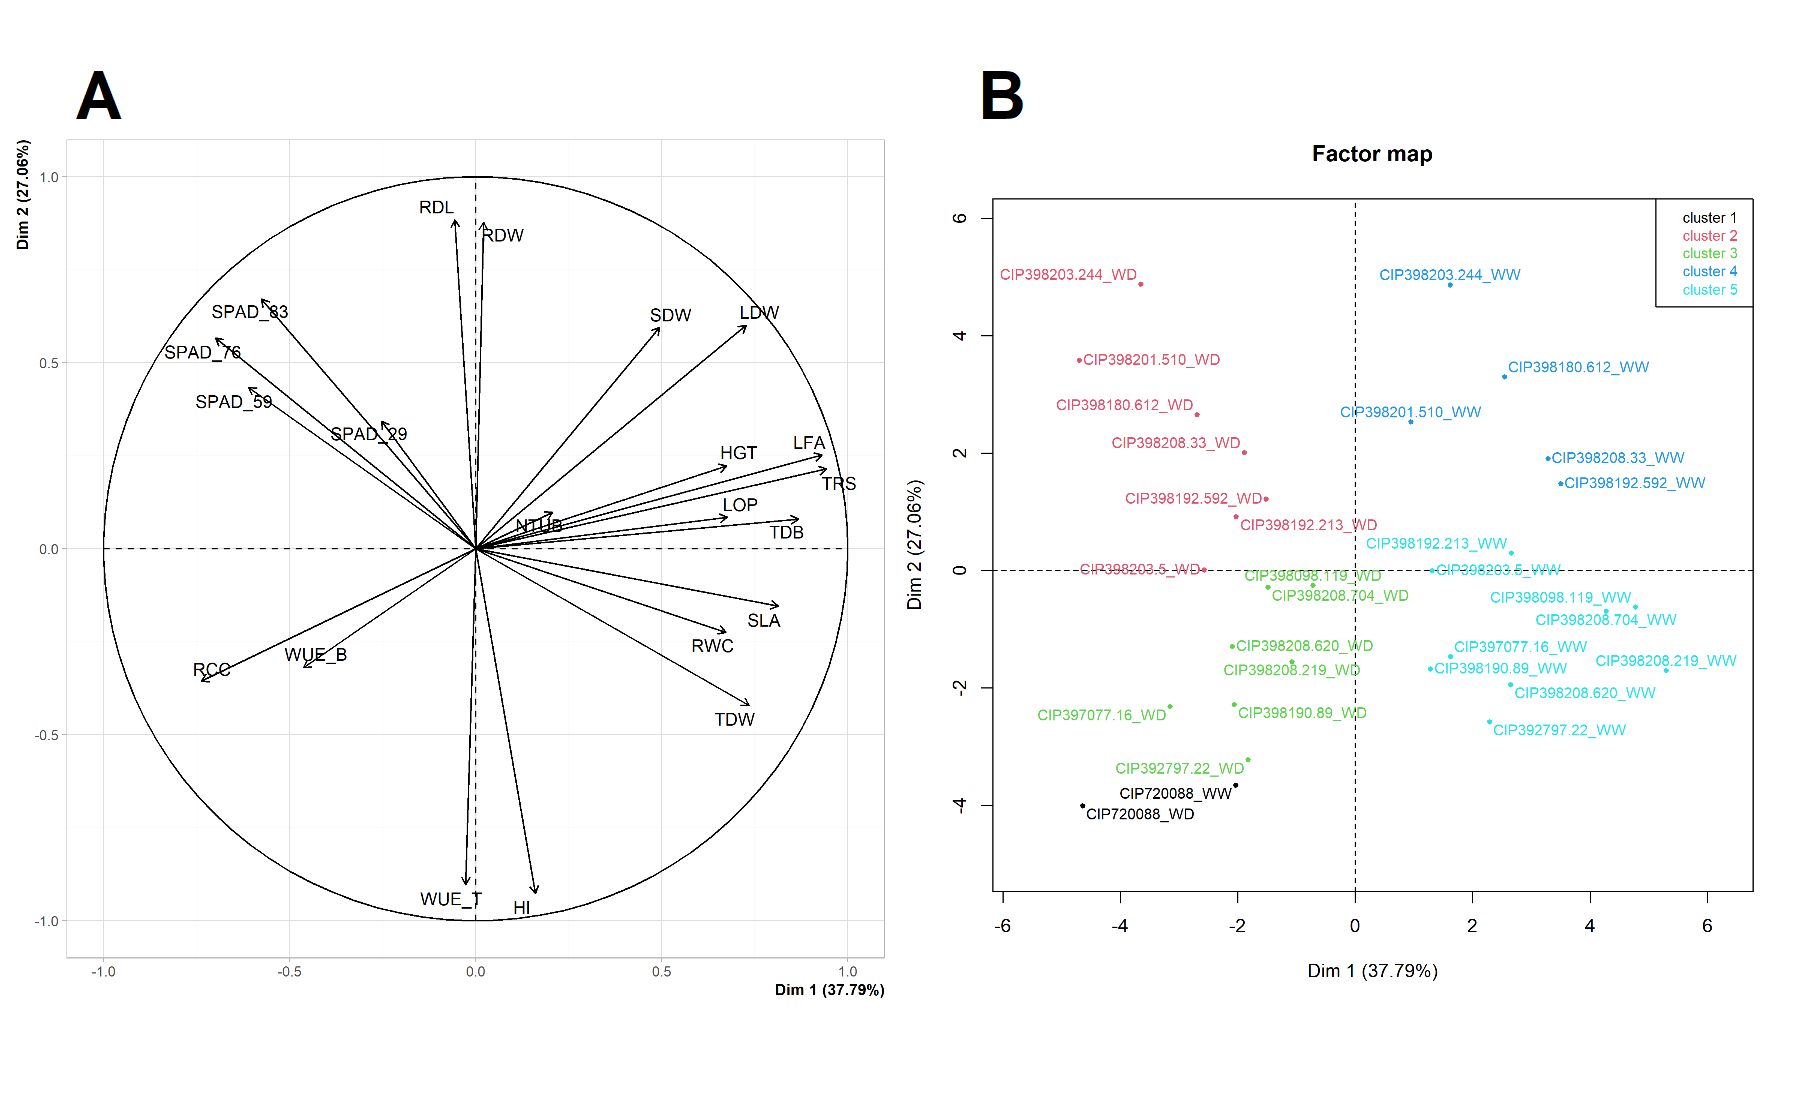 A
Dim 2 (27.06%)
1.0
0.5
0.0
-0.5
-1.0
RDL
RDW
SPAD_83
SDW
LDW
SPAD_76
SPAD_59
SPAD_29
HGT
LFA
TRS
LOP
NTUB
TDB
SLA
RWC
WUE_B
RCC
TDW
WUE_T
HI
-1.0
-0.5
0.0
0.5
1.0
Dim 1 (37.79%)
B
Factor map
cluster 1
cluster 2
cluster 3
cluster 4
cluster 5
Dim 2 (27.06%)
6
4
2
0
-2
-4
CIP398203.244_WD
CIP398203.244_WW
CIP398201.510_WD
CIP398180.612_WW
CIP398180.612_WD
CIP398201.510_WW
CIP398208.33_WD
CIP398208.33_WW
CIP398192.592_WD
CIP398192.592_WW
CIP398192.213_WD
CIP398192.213_WW
CIP398203.5_WD
CIP398203.5_WW
CIP398098.119_WD
CIP398208.704_WD
CIP398098.119_WW
CIP398208.704_WW
CIP398208.620_WD
CIP397077.16_WW
CIP398208.219_WW
CIP398208.219_WD
CIP398190.89_WW
CIP398208.620_WW
CIP397077.16_WD
CIP398190.89_WD
CIP392797.22_WW
CIP392797.22_WD
CIP720088_WW
CIP720088_WD
-6
-4
-2
0
2
4
6
Dim 1 (37.79%)